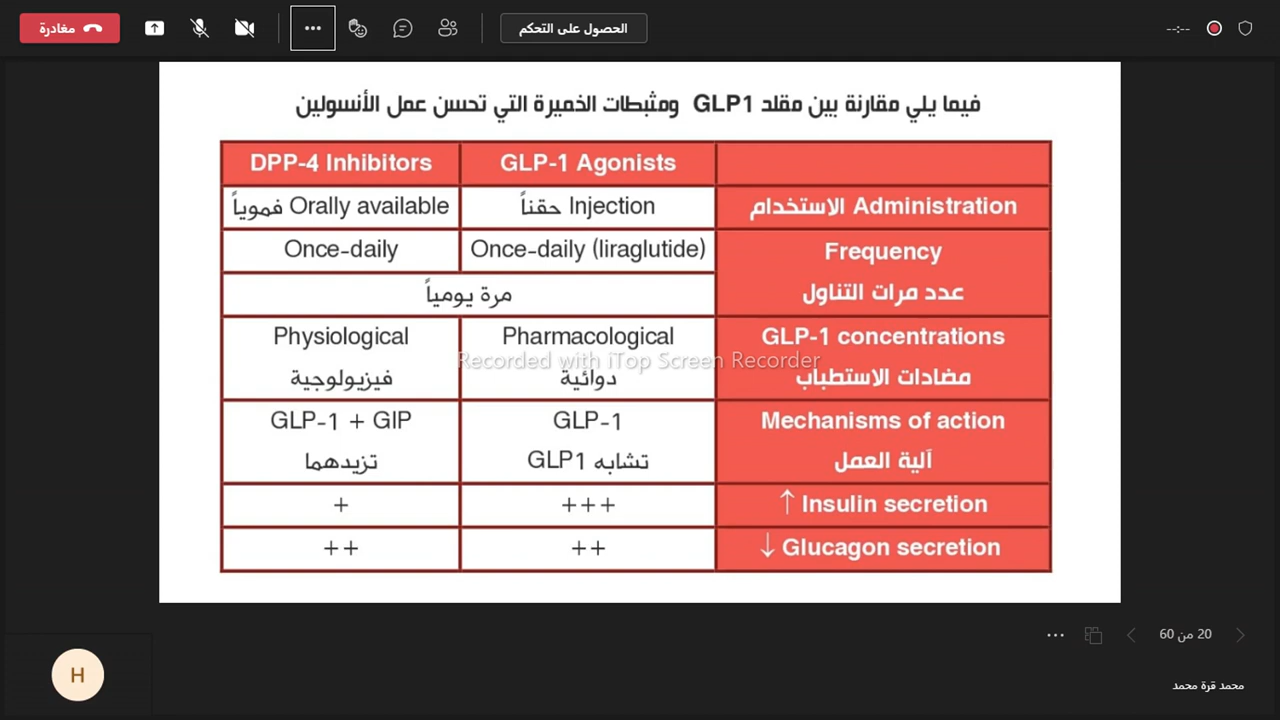 مغادرة
الحصول على التحكم
--:--
فيما يلي مقارنة بين مقلد GLP1 ومثبطات الخميرة التي تحسن عمل الأنسولين
DPP-4 Inhibitors
GLP-1 Agonists
Orally available فموياً
Injection حقناً
Administration الاستخدام
Once-daily
Once-daily (liraglutide)
Frequency
مرة يومياً
عدد مرات التناول
Physiological
Pharmacological
GLP-1 concentrations
Recorded with iTop Screen Recorder
فيزيولوجية
دوائية
مضادات الاستطباب
GLP-1 + GIP
GLP-1
Mechanisms of action
تزيدهما
تشابه GLP1
آلية العمل
+
+++
↑ Insulin secretion
++
++
↓ Glucagon secretion
20 من 60
H
محمد قرة محمد